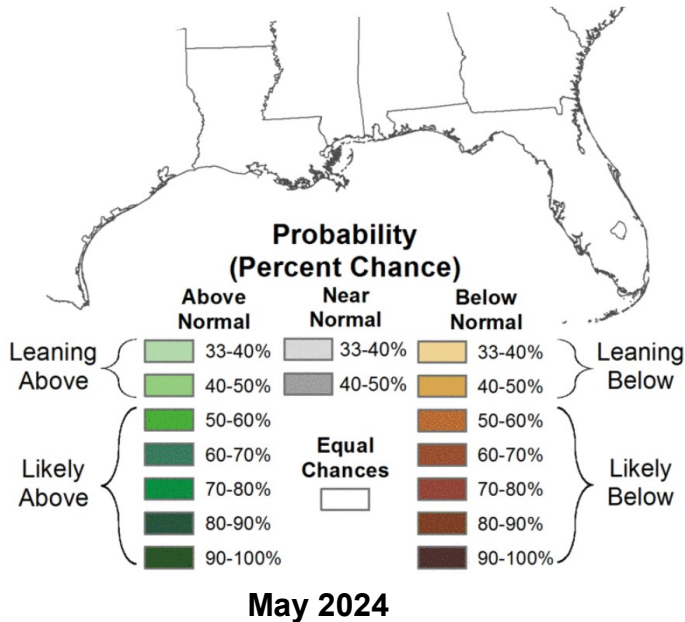 Probability
(Percent Chance)
Above Normal
Near Normal
Below Normal
Leaning Above
33-40%
33-40%
33-40%
Leaning Below
40-50%
40-50%
40-50%
Likely Above
50-60%
50-60%
Likely Below
60-70%
Equal Chances
60-70%
70-80%
70-80%
80-90%
80-90%
90-100%
90-100%
May 2024